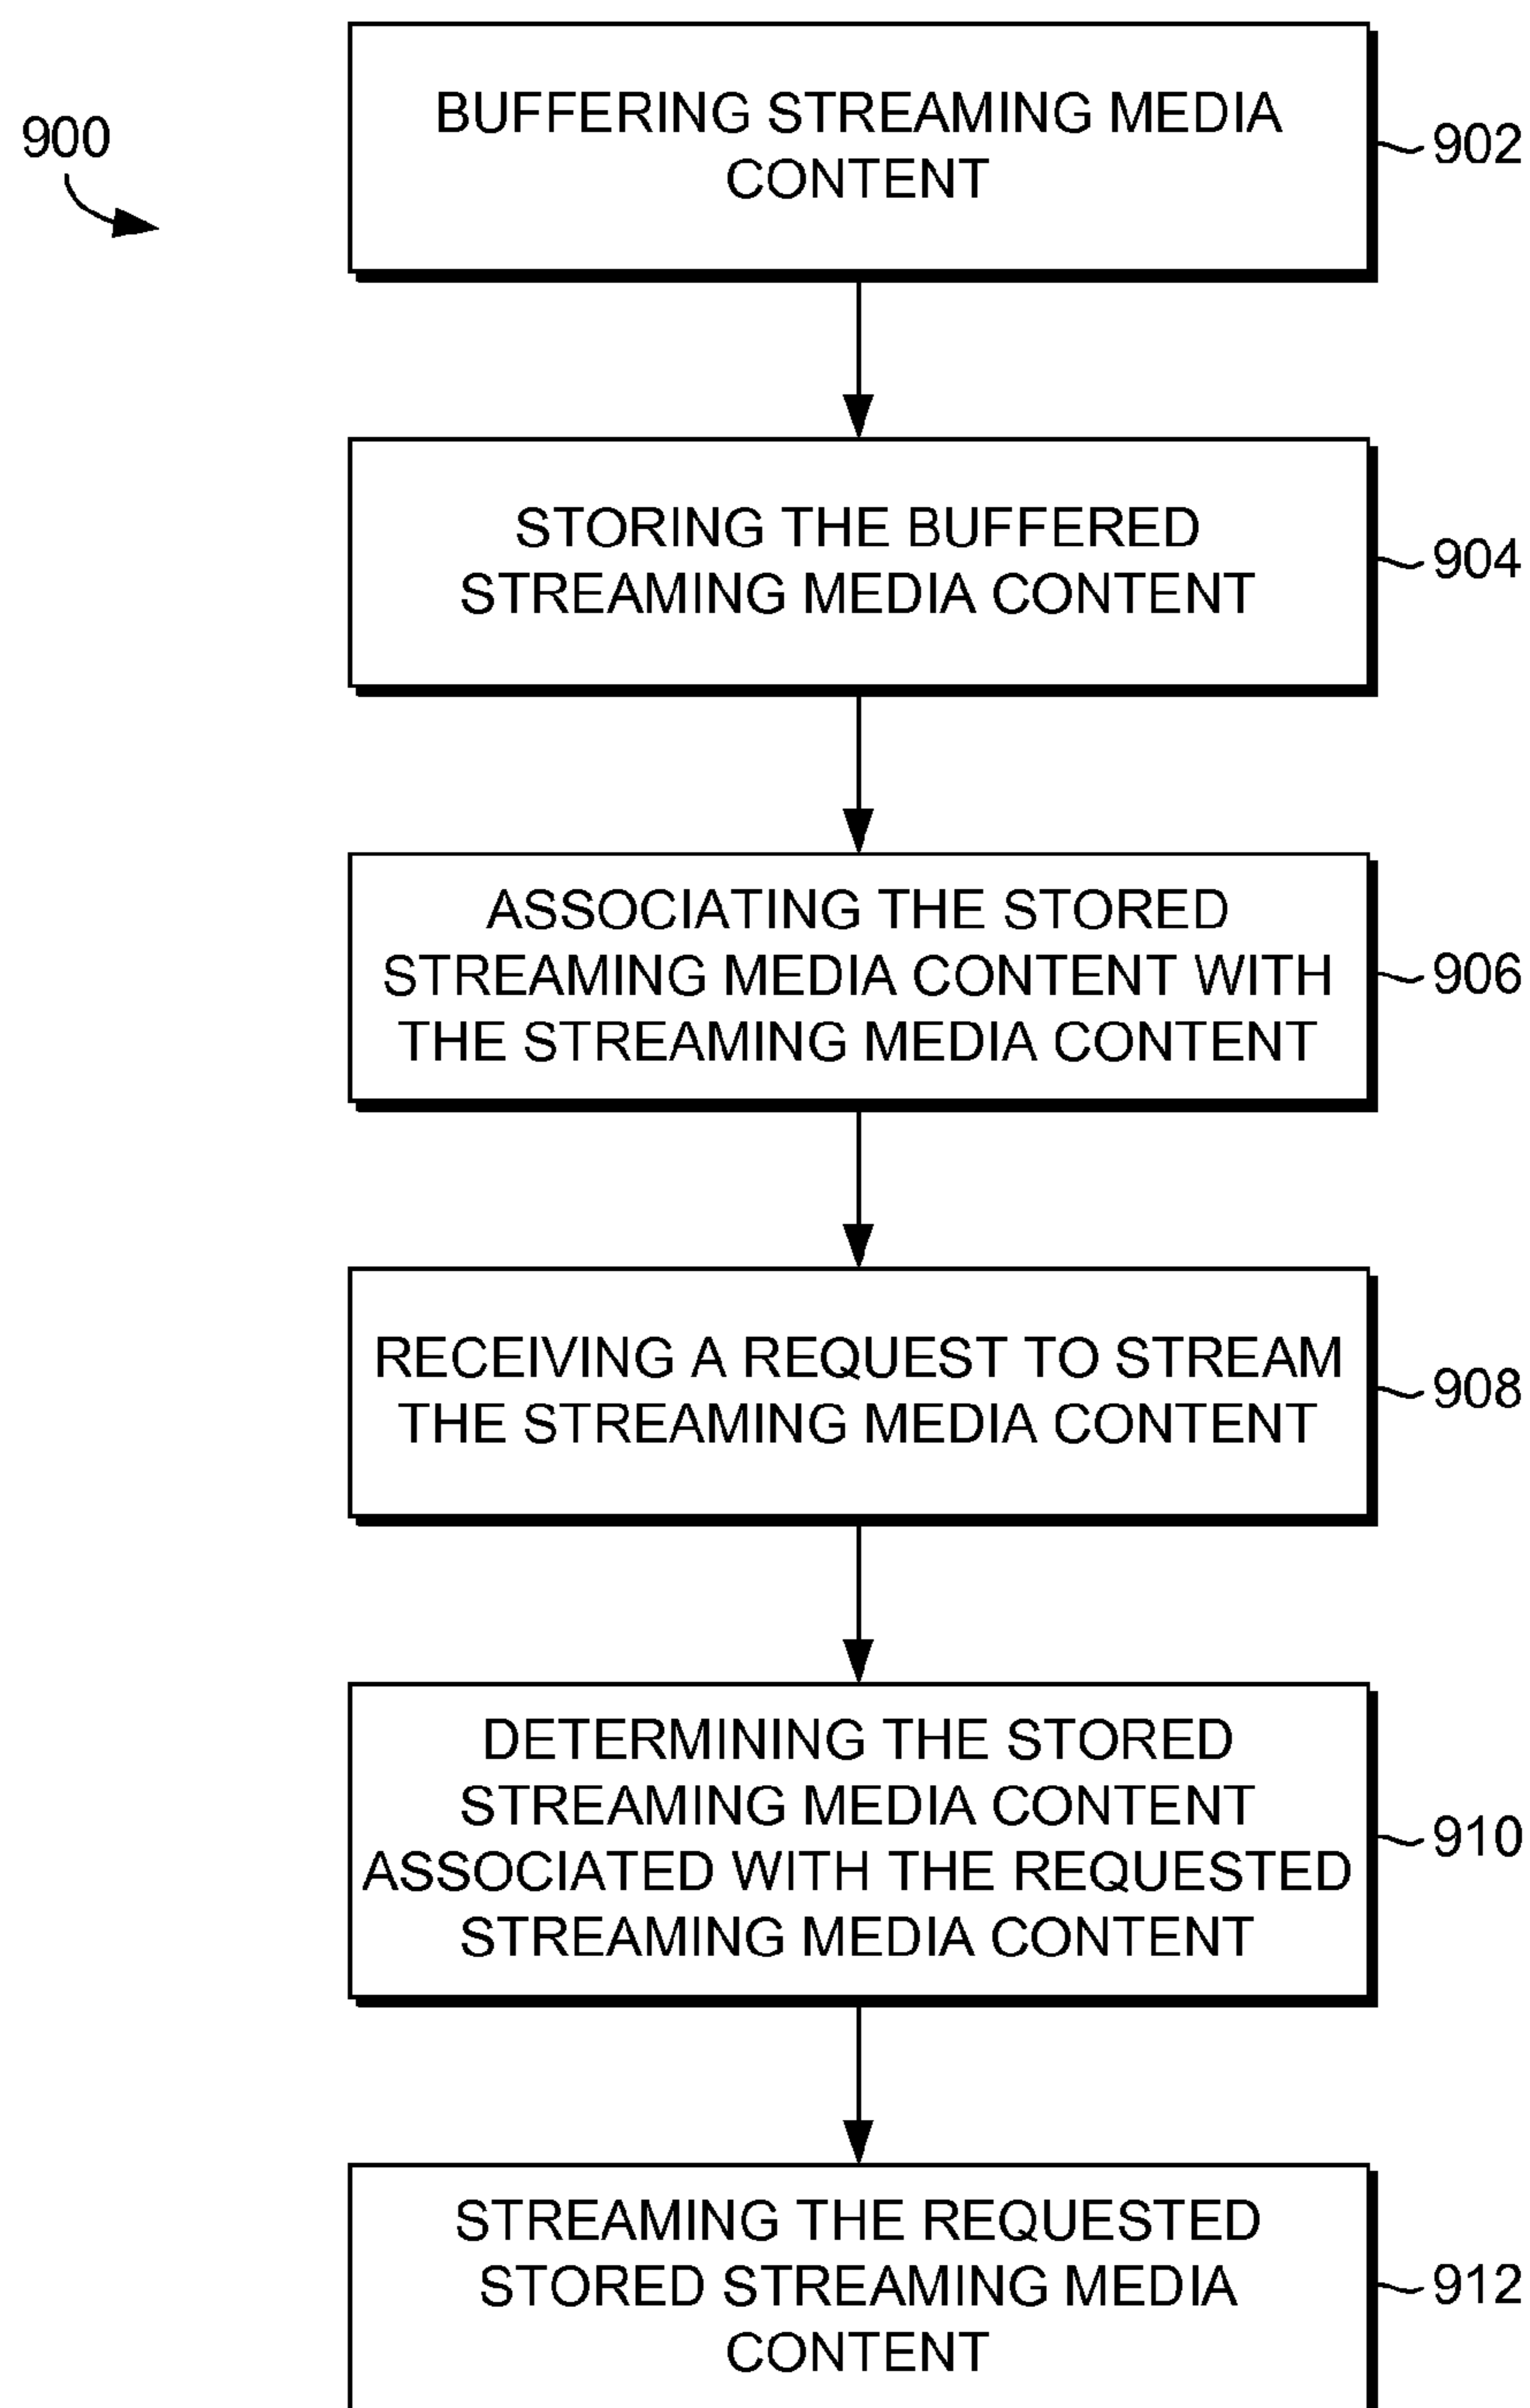 900
BUFFERING STREAMING MEDIA
CONTENT
902
STORING THE BUFFERED
STREAMING MEDIA CONTENT
904
ASSOCIATING THE STORED
STREAMING MEDIA CONTENT WITH
THE STREAMING MEDIA CONTENT
906
RECEIVING A REQUEST TO STREAM
THE STREAMING MEDIA CONTENT
908
DETERMINING THE STORED
STREAMING MEDIA CONTENT
ASSOCIATED WITH THE REQUESTED
STREAMING MEDIA CONTENT
910
STREAMING THE REQUESTED
STORED STREAMING MEDIA
CONTENT
912